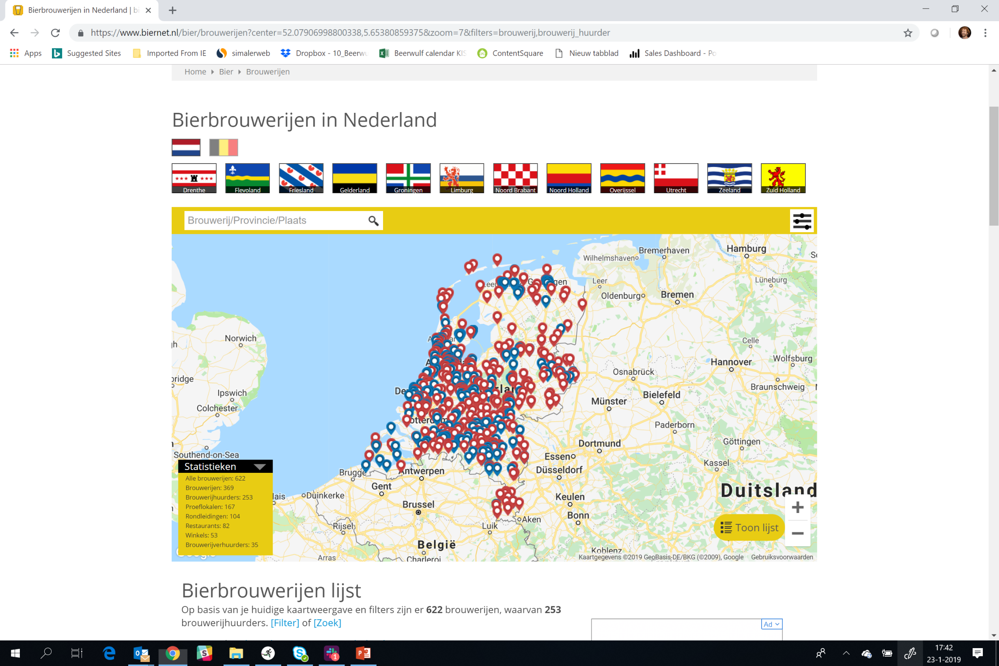 Bierbrouwerijen in Nederland | bi
https://www.biernet.nl/bier/brouwerijen?center=52.07906998800338,5.65380859375&zoom=7&filters=brouwerij,brouwerij_huurder
Apps Suggested Sites Imported From IE simalerweb Dropbox - 10_Beerwu Beerwulf calendar KIS ContentSquare Nieuw tabblad Sales Dashboard - Po
Home Bier Brouwerijen
Bierbrouwerijen in Nederland
Drenthe Flevoland Friesland Gelderland Groningen Limburg Noord Brabant Noord Holland Overijssel Utrecht Zeeland Zuid Holland
Brouwerij/Provincie/Plaats
Hamburg
Bremerhaven
Wilhelmshaven
Leer
Lüneburg
Oldenburg
Bremen
Norwich
Celle
Wolfsburg
Hannover
Osnabrück
Braunschweig
Ipswich
Bielefeld
Münster
Colchester
Paderborn
Göttingen
Dortmund
Southend-on-Sea
Essen
Kassel
Düsseldorf
Brugge
Antwerpen
Gent
Duitsland
Duinkerke
Keulen
Brussel
Bonn
Aken
Rijsel
Luik
België
Koblenz
Arras
Charleroi
Statistieken
Alle brouwerijen: 622
Brouwerijen: 369
Brouwerijhuurders: 253
Proeflokalen: 167
Rondleidingen: 104
Restaurants: 82
Winkels: 53
Brouwerijverhuurders: 35
Toon lijst
Kaartgegevens ©2019 GeoBasis-DE/BKG (©2009), Google Gebruiksvoorwaarden
Bierbrouwerijen lijst
Op basis van je huidige kaartweergave en filters zijn er 622 brouwerijen, waarvan 253
brouwerijhuurders. [Filter] of [Zoek]
Ad
17:42
23-1-2019